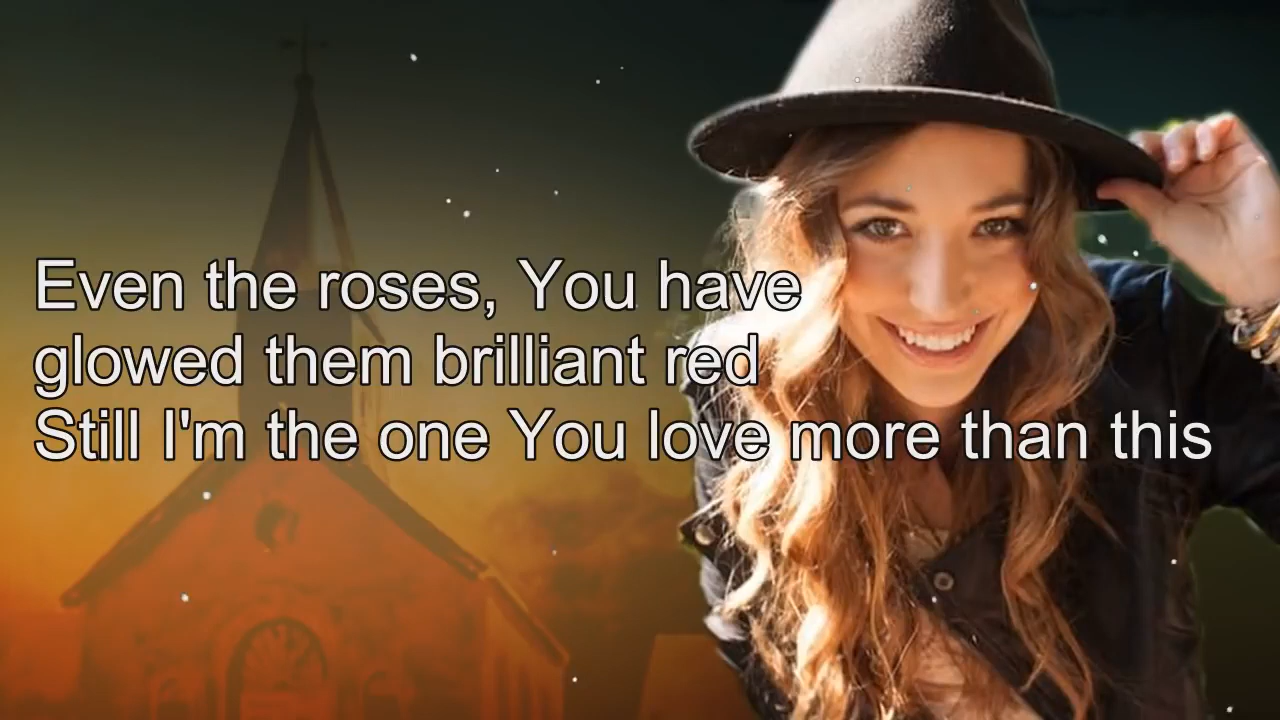 Even the roses, You have
glowed them brilliant red
Still I'm the one You love more than this